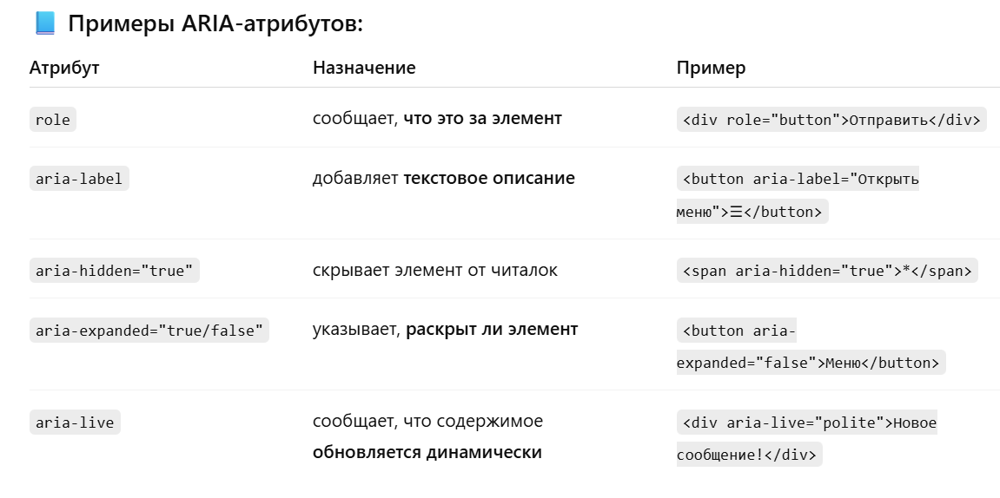 📘 Примеры ARIA-атрибутов:
Атрибут Назначение Пример
role сообщает, что это за элемент <div role="button">Отправить</div>
aria-label добавляет текстовое описание <button aria-label="Открыть
меню">☰</button>
aria-hidden="true" скрывает элемент от читалок <span aria-hidden="true">*</span>
aria-expanded="true/false" указывает, раскрыт ли элемент <button aria-
expanded="false">Меню</button>
aria-live сообщает, что содержимое <div aria-live="polite">Новое
обновляется динамически сообщение!</div>